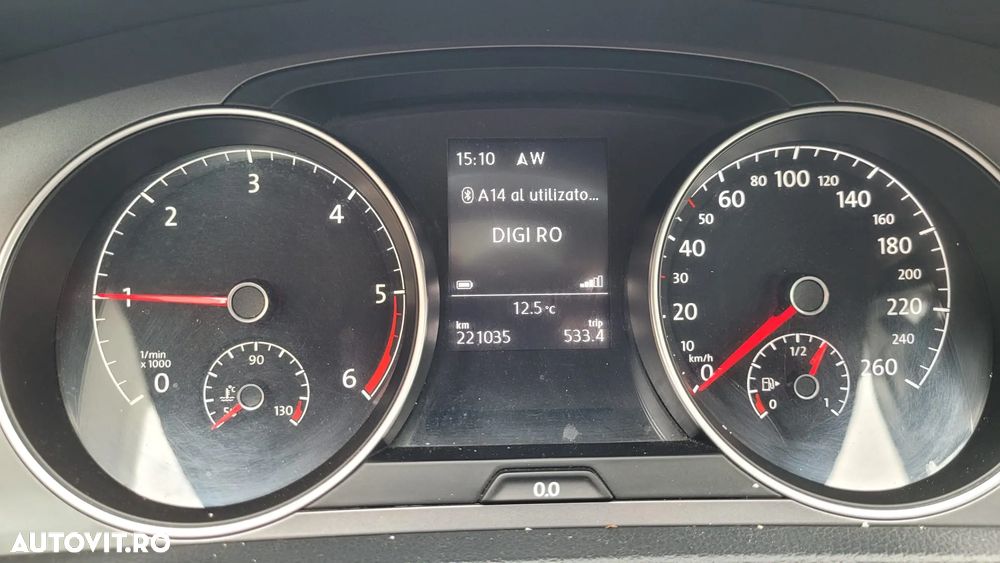 15:10 AW
A14 al utilizato...
DIGI RO
12.5 °C
km trip
221035 533.4
0 1 2 3 4 5 6
1/min
x 1000
50 90 130
°C
0 10 20 30 40 50 60 80 100 120 140 160 180 200 220 240 260
km/h
0 1/2 1
0.0
AUTOVIT.RO